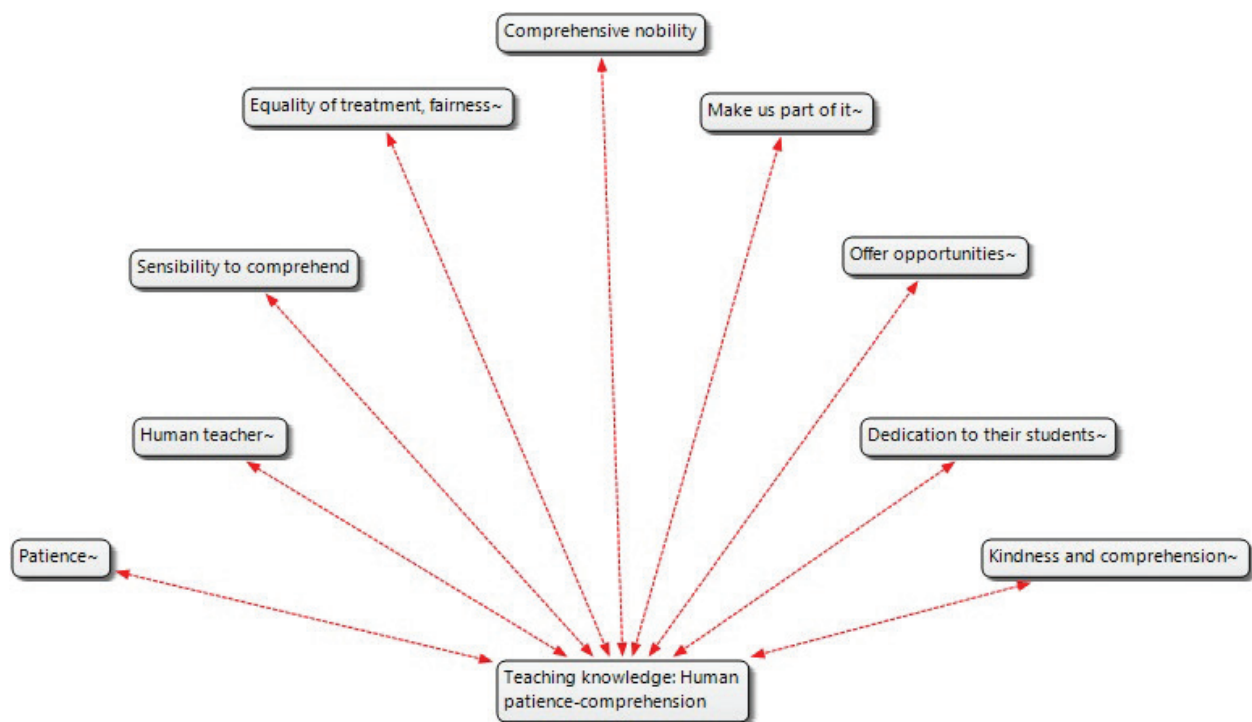 Comprehensive nobility
Equality of treatment, fairness~
Make us part of it~
Sensibility to comprehend
Offer opportunities~
Human teacher~
Dedication to their students~
Patience~
Kindness and comprehension~
Teaching knowledge: Human
patience-comprehension